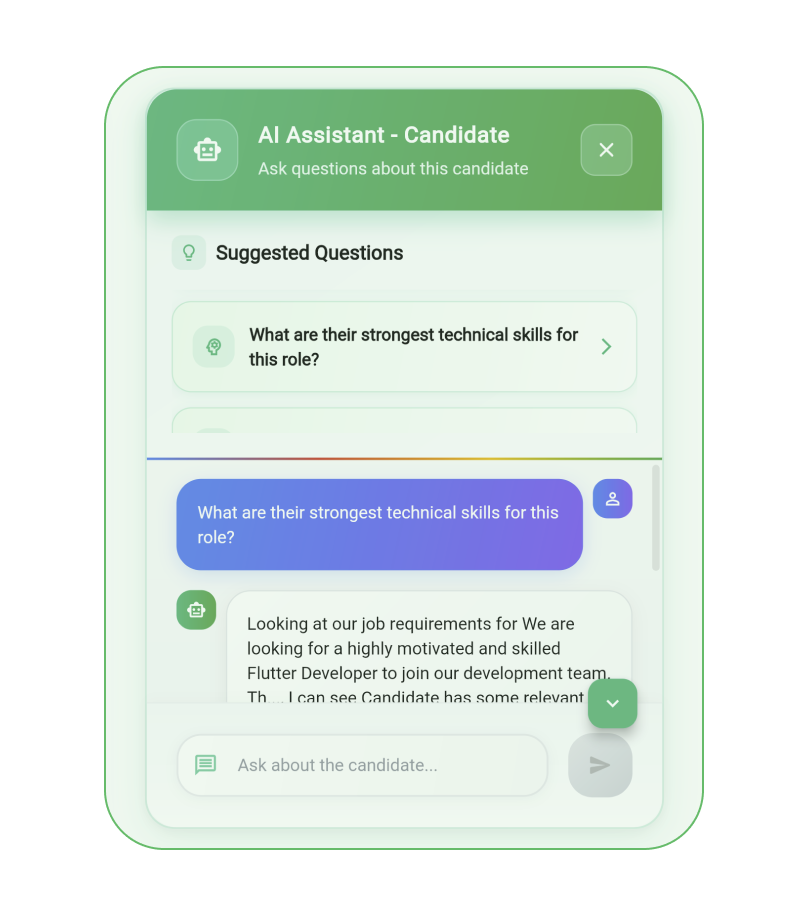 AI Assistant - Candidate
Ask questions about this candidate
Suggested Questions
What are their strongest technical skills for
this role?
What are their strongest technical skills for this
role?
Looking at our job requirements for We are
looking for a highly motivated and skilled
Flutter Developer to join our development team.
Th... I can see Candidate has some relevant
Ask about the candidate...